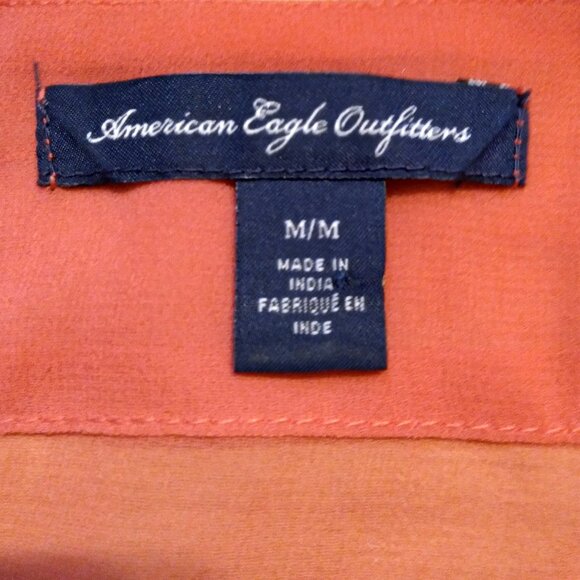 American Eagle Outfitters
M/M
MADE IN
INDIA
FABRIQUÉ EN
INDE